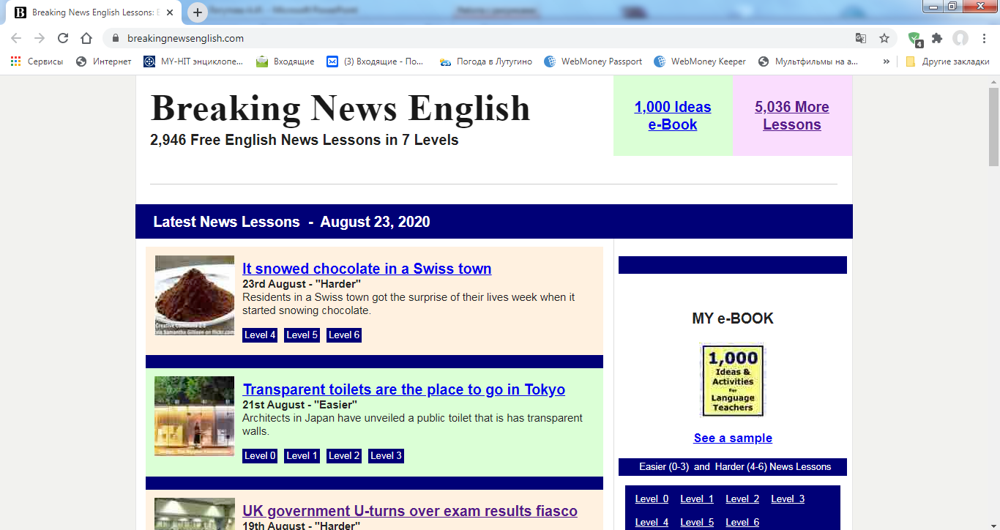 Breaking News English Lessons: E
breakingnewsenglish.com
4
Сервисы
Интернет
MY-HIT энциклопе...
Входящие
(3) Входящие - По...
Погода в Лутугино
WebMoney Passport
WebMoney Keeper
Мультфильмы на а...
»
Другие закладки
Breaking News English
2,946 Free English News Lessons in 7 Levels
1,000 Ideas
e-Book
5,036 More
Lessons
Latest News Lessons - August 23, 2020
It snowed chocolate in a Swiss town
23rd August - "Harder"
Residents in a Swiss town got the surprise of their lives week when it
started snowing chocolate.
Level 4 Level 5 Level 6
Transparent toilets are the place to go in Tokyo
21st August - "Easier"
Architects in Japan have unveiled a public toilet that is has transparent
walls.
Level 0 Level 1 Level 2 Level 3
UK government U-turns over exam results fiasco
19th August - "Harder"
MY e-BOOK
1,000
Ideas &
Activities
For
Language
Teachers
See a sample
Easier (0-3) and Harder (4-6) News Lessons
Level 0 Level 1 Level 2 Level 3
Level 4 Level 5 Level 6